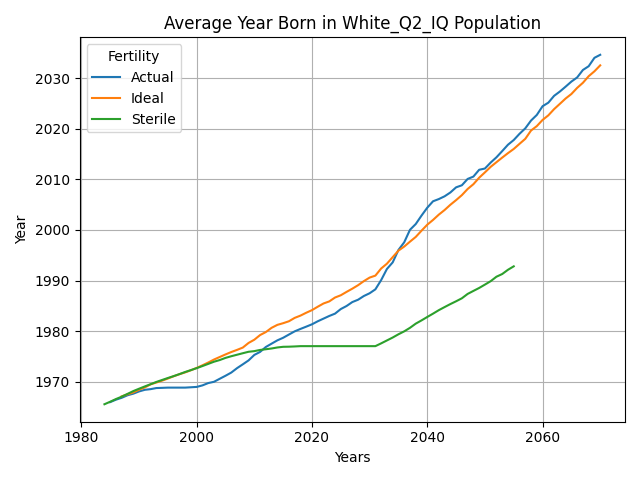 Average Year Born in White_Q2_IQ Population
Fertility
Actual
Ideal
Sterile
Year
2030
2020
2010
2000
1990
1980
1970
1980
2000
2020
2040
2060
Years